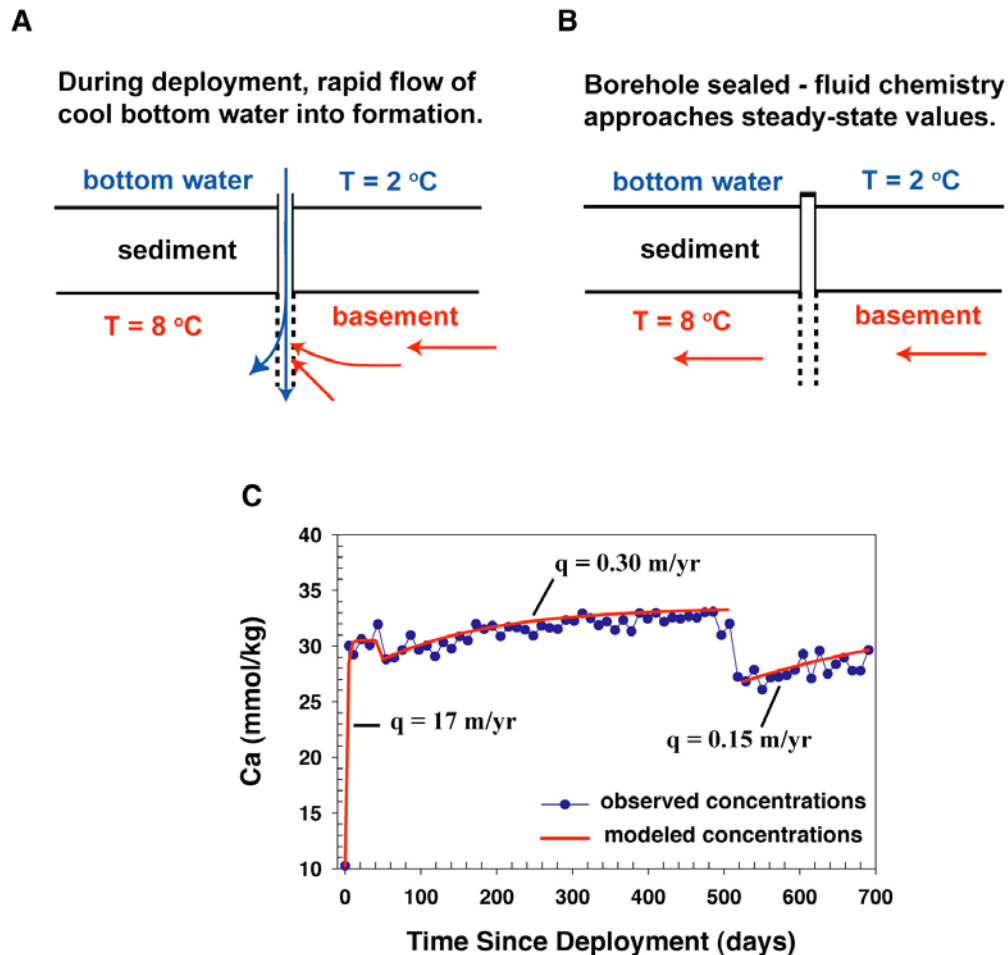 A
B
During deployment, rapid flow of
cool bottom water into formation.
Borehole sealed - fluid chemistry
approaches steady-state values.
bottom water
T = 2 °C
sediment
T = 8 °C
basement
bottom water
T = 2 °C
sediment
T = 8 °C
basement
C
Ca (mmol/kg)
40
35
30
25
20
15
10
q = 0.30 m/yr
q = 17 m/yr
q = 0.15 m/yr
observed concentrations
modeled concentrations
0 100 200 300 400 500 600 700
Time Since Deployment (days)